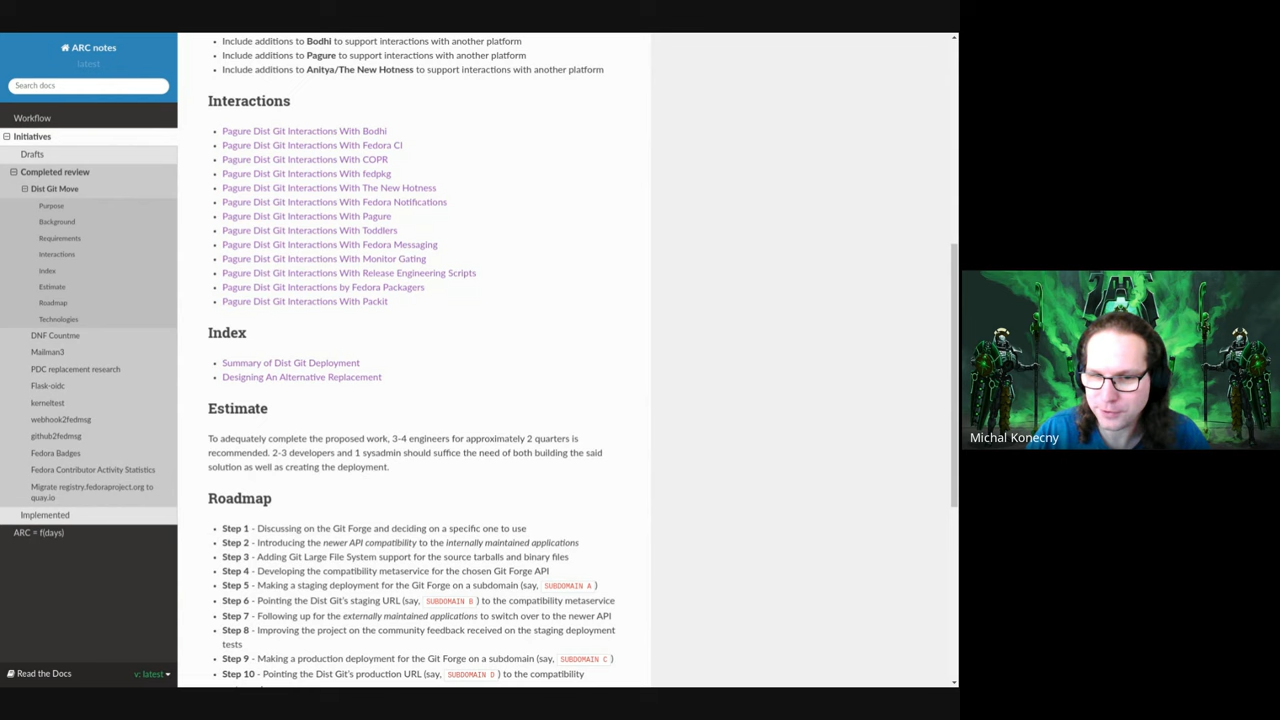 ARC notes
latest
Search docs
Workflow
Initiatives
Drafts
Completed review
Dist Git Move
Purpose
Background
Requirements
Interactions
Index
Estimate
Roadmap
Technologies
DNF Countme
Mailman3
PDC replacement research
Flask-oidc
kerneltest
webhook2fedmsg
github2fedmsg
Fedora Badges
Fedora Contributor Activity Statistics
Migrate registry.fedoraproject.org to
quay.io
Implemented
ARC = f(days)
Read the Docs
v: latest
Include additions to Bodhi to support interactions with another platform
Include additions to Pagure to support interactions with another platform
Include additions to Anitya/The New Hotness to support interactions with another platform
Interactions
Pagure Dist Git Interactions With Bodhi
Pagure Dist Git Interactions With Fedora CI
Pagure Dist Git Interactions With COPR
Pagure Dist Git Interactions With fedpkg
Pagure Dist Git Interactions With The New Hotness
Pagure Dist Git Interactions With Fedora Notifications
Pagure Dist Git Interactions With Pagure
Pagure Dist Git Interactions With Toddlers
Pagure Dist Git Interactions With Fedora Messaging
Pagure Dist Git Interactions With Monitor Gating
Pagure Dist Git Interactions With Release Engineering Scripts
Pagure Dist Git Interactions by Fedora Packagers
Pagure Dist Git Interactions With Packit
Index
Summary of Dist Git Deployment
Designing An Alternative Replacement
Estimate
To adequately complete the proposed work, 3-4 engineers for approximately 2 quarters is
recommended. 2-3 developers and 1 sysadmin should suffice the need of both building the said
solution as well as creating the deployment.
Roadmap
Step 1 - Discussing on the Git Forge and deciding on a specific one to use
Step 2 - Introducing the newer API compatibility to the internally maintained applications
Step 3 - Adding Git Large File System support for the source tarballs and binary files
Step 4 - Developing the compatibility metaservice for the chosen Git Forge API
Step 5 - Making a staging deployment for the Git Forge on a subdomain (say, SUBDOMAIN A )
Step 6 - Pointing the Dist Git's staging URL (say, SUBDOMAIN B ) to the compatibility metaservice
Step 7 - Following up for the externally maintained applications to switch over to the newer API
Step 8 - Improving the project on the community feedback received on the staging deployment
tests
Step 9 - Making a production deployment for the Git Forge on a subdomain (say, SUBDOMAIN C )
Step 10 - Pointing the Dist Git's production URL (say, SUBDOMAIN D ) to the compatibility
Michal Konecny